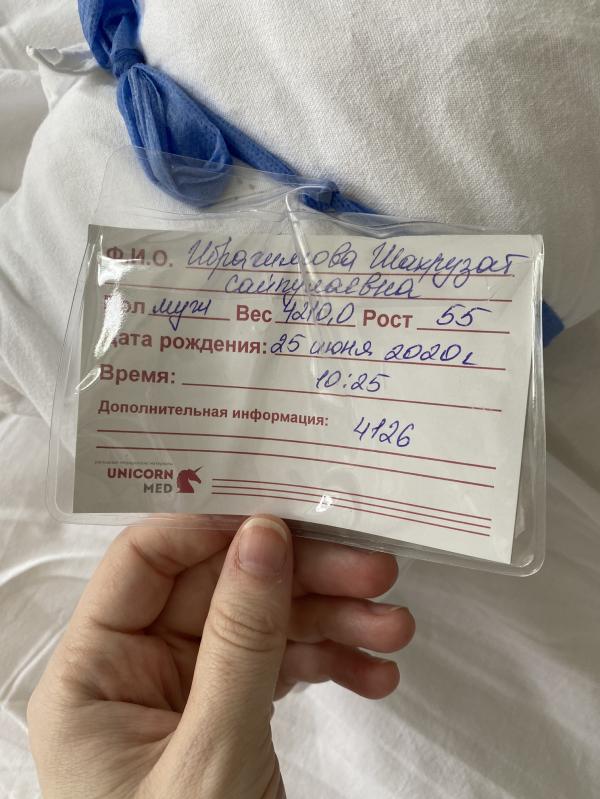 Ф.И.О. Ибрагимова Шахрузат
сайпулаевна
Пол муж Вес 4210,0 Рост 55
Дата рождения: 25 июня 2020г
Время: 10:25
Дополнительная информация:
4126
UNICORN
MED